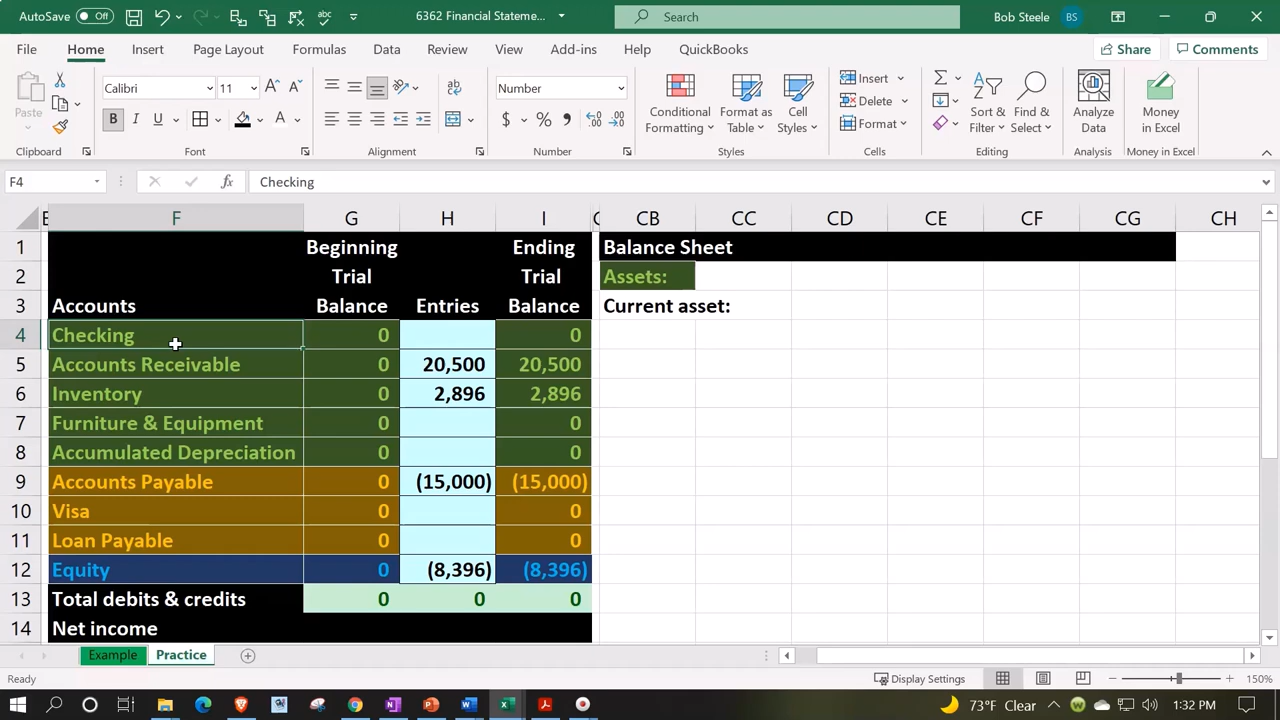 AutoSave Off 6362 Financial Stateme... Search Bob Steele BS
File Home Insert Page Layout Formulas Data Review View Add-ins Help QuickBooks Share Comments
Paste Calibri 11 Number Conditional Formatting Format as Table Cell Styles Insert Delete Format Sort & Filter Find & Select Analyze Data Money in Excel
Clipboard Font Alignment Number Styles Cells Editing Analysis Money in Excel
F4 fx Checking
E F G H I C CB CC CD CE CF CG CH
1 Beginning Ending Balance Sheet
2 Trial Trial Assets:
3 Accounts Balance Entries Balance Current asset:
4 Checking 0 0
5 Accounts Receivable 0 20,500 20,500
6 Inventory 0 2,896 2,896
7 Furniture & Equipment 0 0
8 Accumulated Depreciation 0 0
9 Accounts Payable 0 (15,000) (15,000)
10 Visa 0 0
11 Loan Payable 0 0
12 Equity 0 (8,396) (8,396)
13 Total debits & credits 0 0 0
14 Net income
Example Practice
Ready Display Settings 150%
73°F Clear 1:32 PM